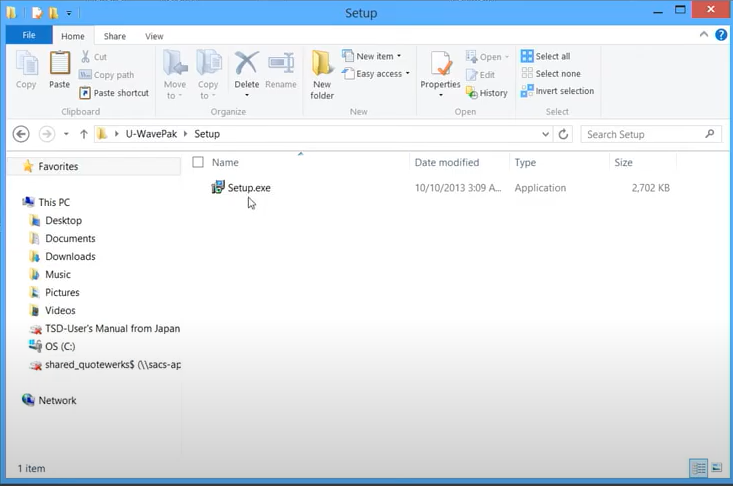 Setup
File Home Share View
Copy
Paste
Cut
Copy path
Paste shortcut
Clipboard
Move to
Copy to
Delete
Rename
Organize
New folder
New item
Easy access
New
Properties
Open
Edit
History
Open
Select all
Select none
Invert selection
Select
U-WavePak Setup
Search Setup
Favorites
This PC
Desktop
Documents
Downloads
Music
Pictures
Videos
TSD-User's Manual from Japan
OS (C:)
shared_quotewerks$ (\\sacs-ap
Network
Name Date modified Type Size
Setup.exe 10/10/2013 3:09 A... Application 2,702 KB
1 item